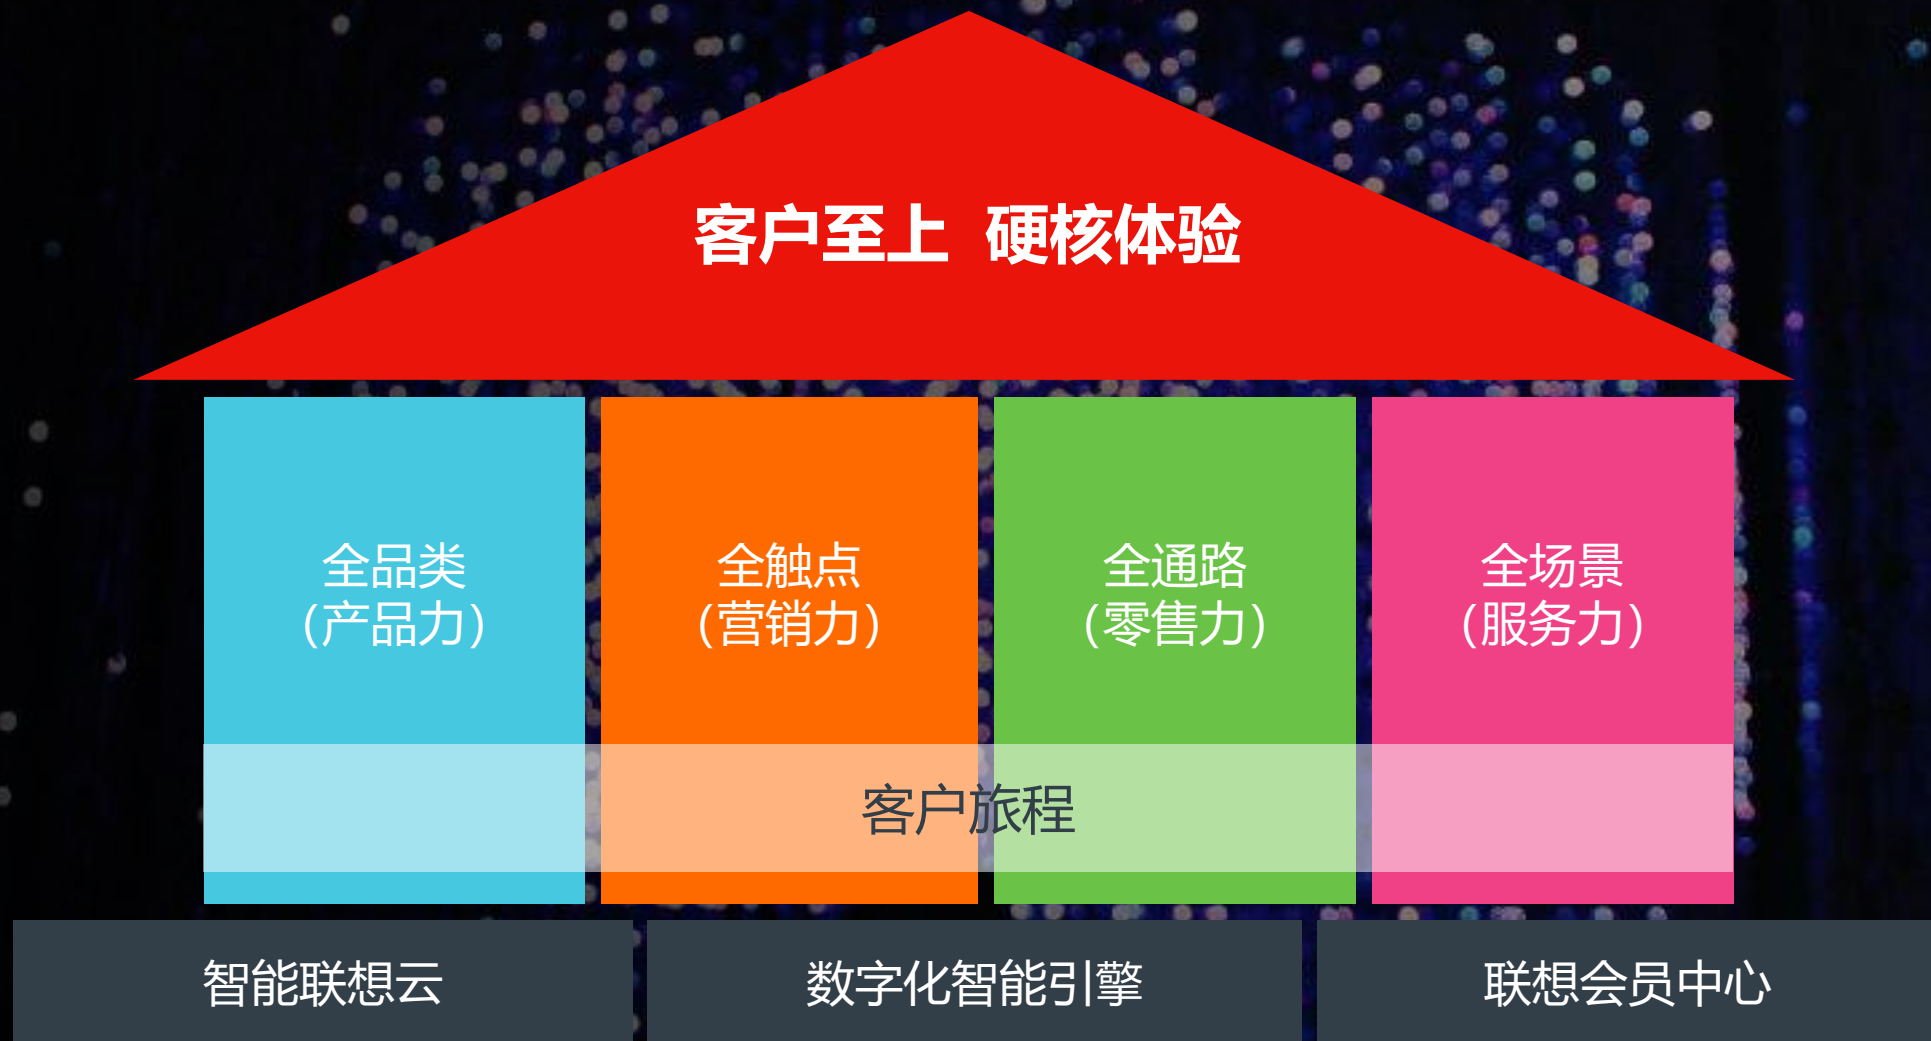 客户至上 硬核体验
全品类
（产品力）
全触点
（营销力）
全通路
（零售力）
全场景
（服务力）
客户旅程
智能联想云
数字化智能引擎
联想会员中心